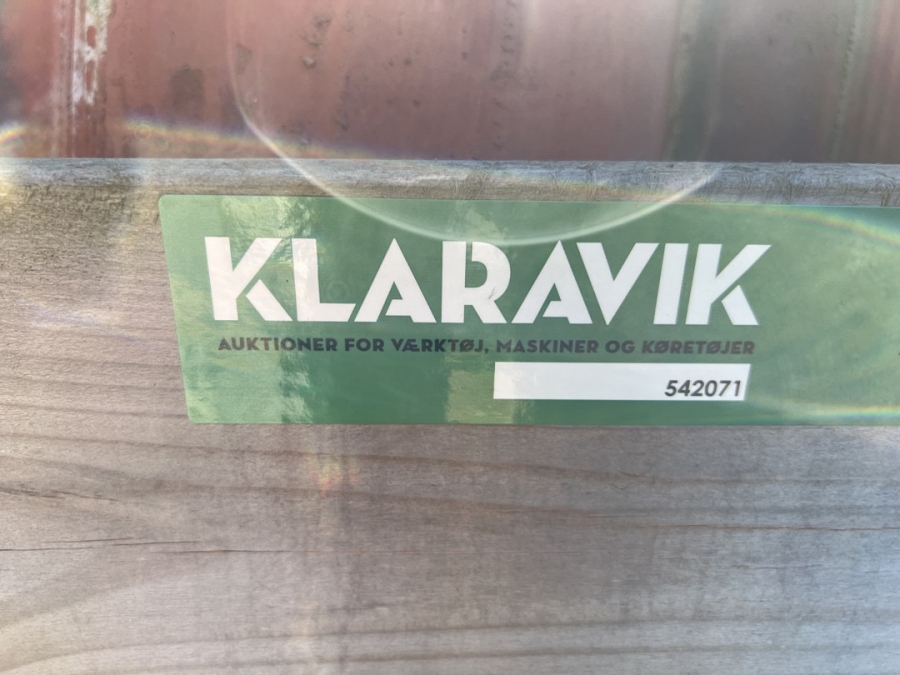 KLARAVIK
AUKTIONER FOR VÆRKTØJ, MASKINER OG KØRETØJER
542071